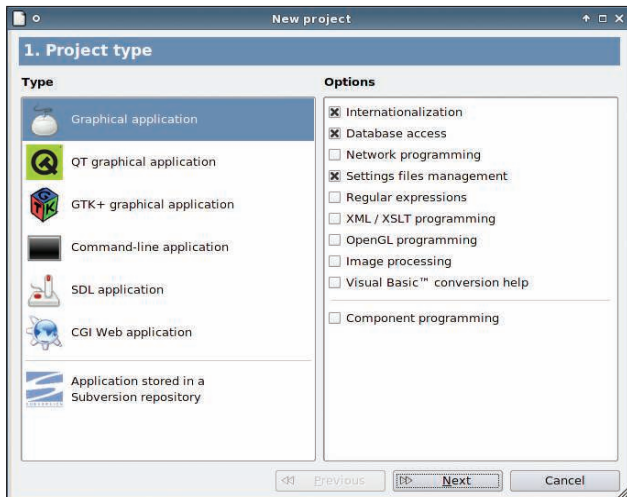 New project
1. Project type
Type
Graphical application
QT graphical application
GTK+ graphical application
Command-line application
SDL application
CGI Web application
Application stored in a
Subversion repository
Options
Internationalization
Database access
Network programming
Settings files management
Regular expressions
XML / XSLT programming
OpenGL programming
Image processing
Visual Basic™ conversion help
Component programming
Previous
Next
Cancel